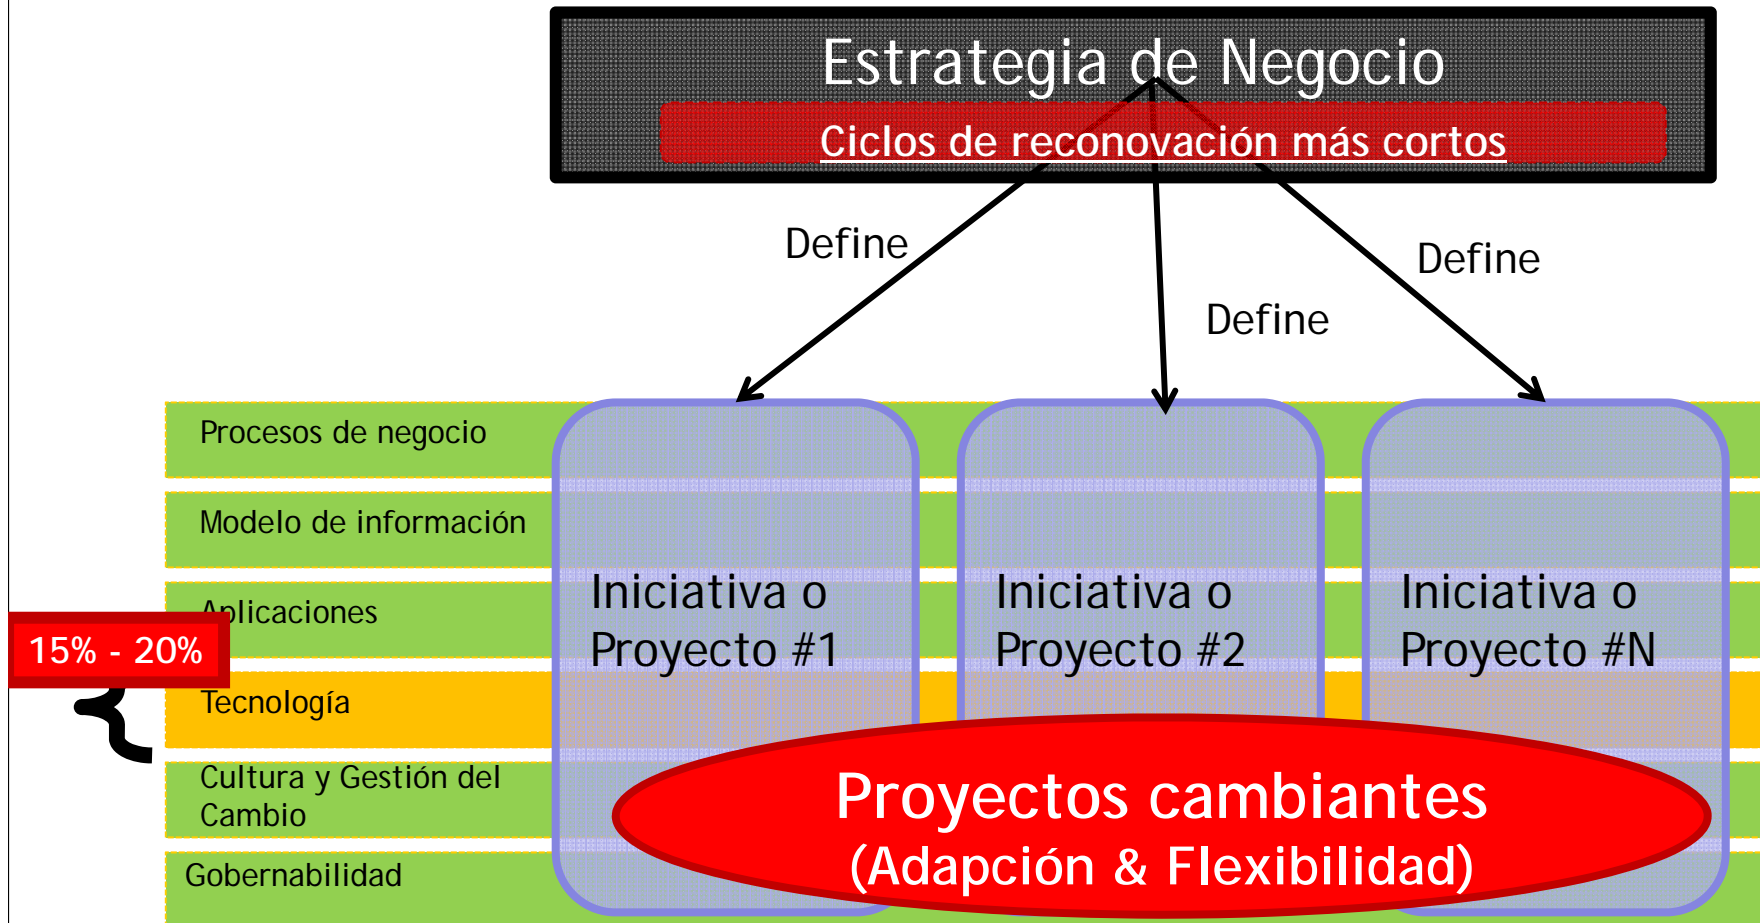 Estrategia de Negocio
Ciclos de reconovación más cortos
Define
Define
Define
Procesos de negocio
Modelo de información
Aplicaciones
15% - 20%
Tecnología
Cultura y Gestión del
Cambio
Gobernabilidad
Iniciativa o
Proyecto #1
Iniciativa o
Proyecto #2
Iniciativa o
Proyecto #N
Proyectos cambiantes
(Adapción & Flexibilidad)